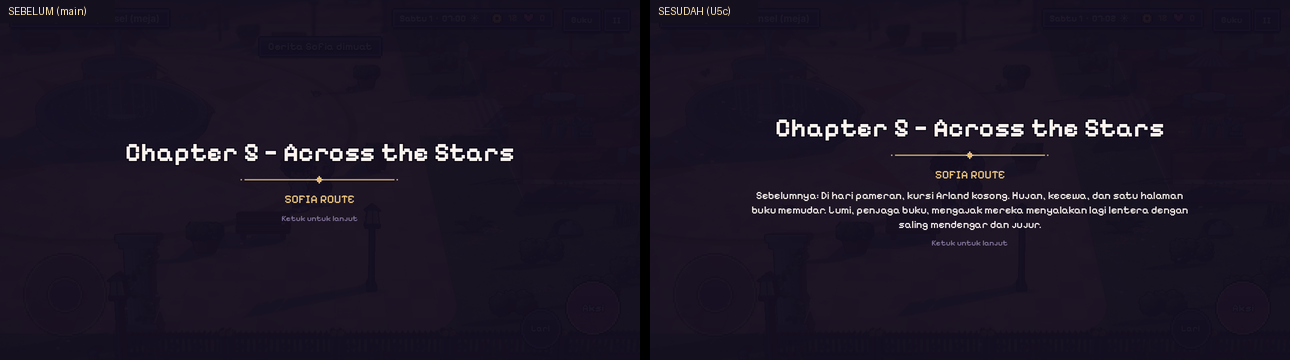 SEBELUM (main)
Chapter S - Across the Stars
SOFIA ROUTE
Ketuk untuk lanjut
SESUDAH (U5c)
Chapter S - Across the Stars
SOFIA ROUTE
Sebelumnya: Di hari pameran, kursi Arland kosong. Hujan, kecewa, dan satu halaman
buku memudar. Lumi, penjaga buku, mengajak mereka menyalakan lagi lentera dengan
saling mendengar dan jujur.
Ketuk untuk lanjut